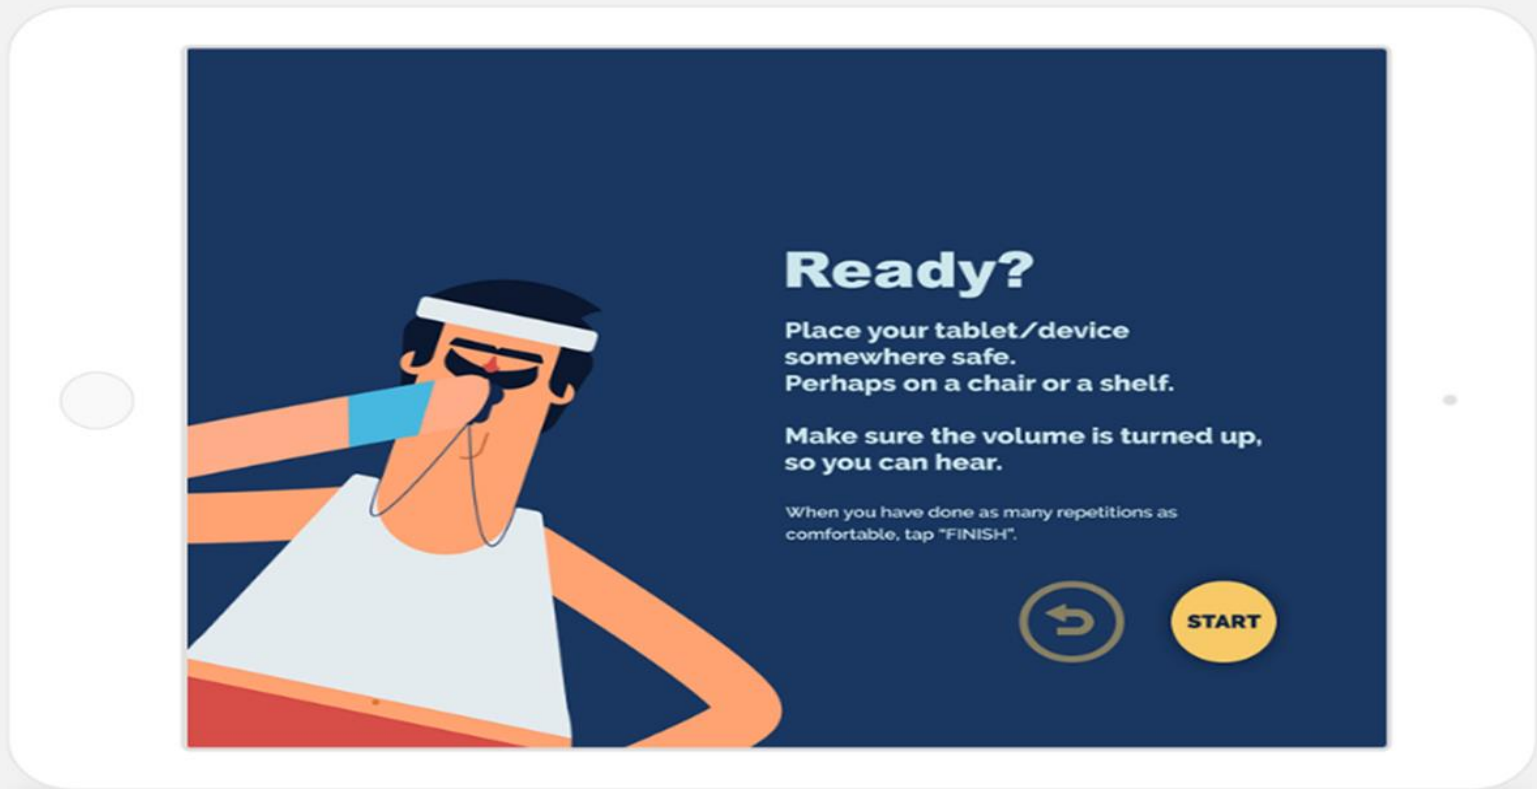 Ready?
Place your tablet/device
somewhere safe.
Perhaps on a chair or a shelf.
Make sure the volume is turned up,
so you can hear.
When you have done as many repetitions as
comfortable, tap "FINISH".
START